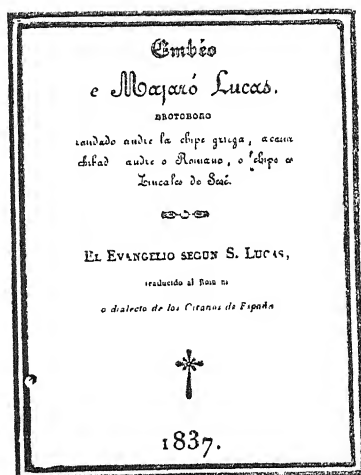 Embéo
e Majaró Lucas.
BROTOBORO
randado andré la chipe griega, acana
chibado andré o Romano, o chipe es
Zincales de Sesé.
EL EVANGELIO SEGUN S. LUCAS,
traducido al Romaní
o dialecto de los Gitanos de España
1837.